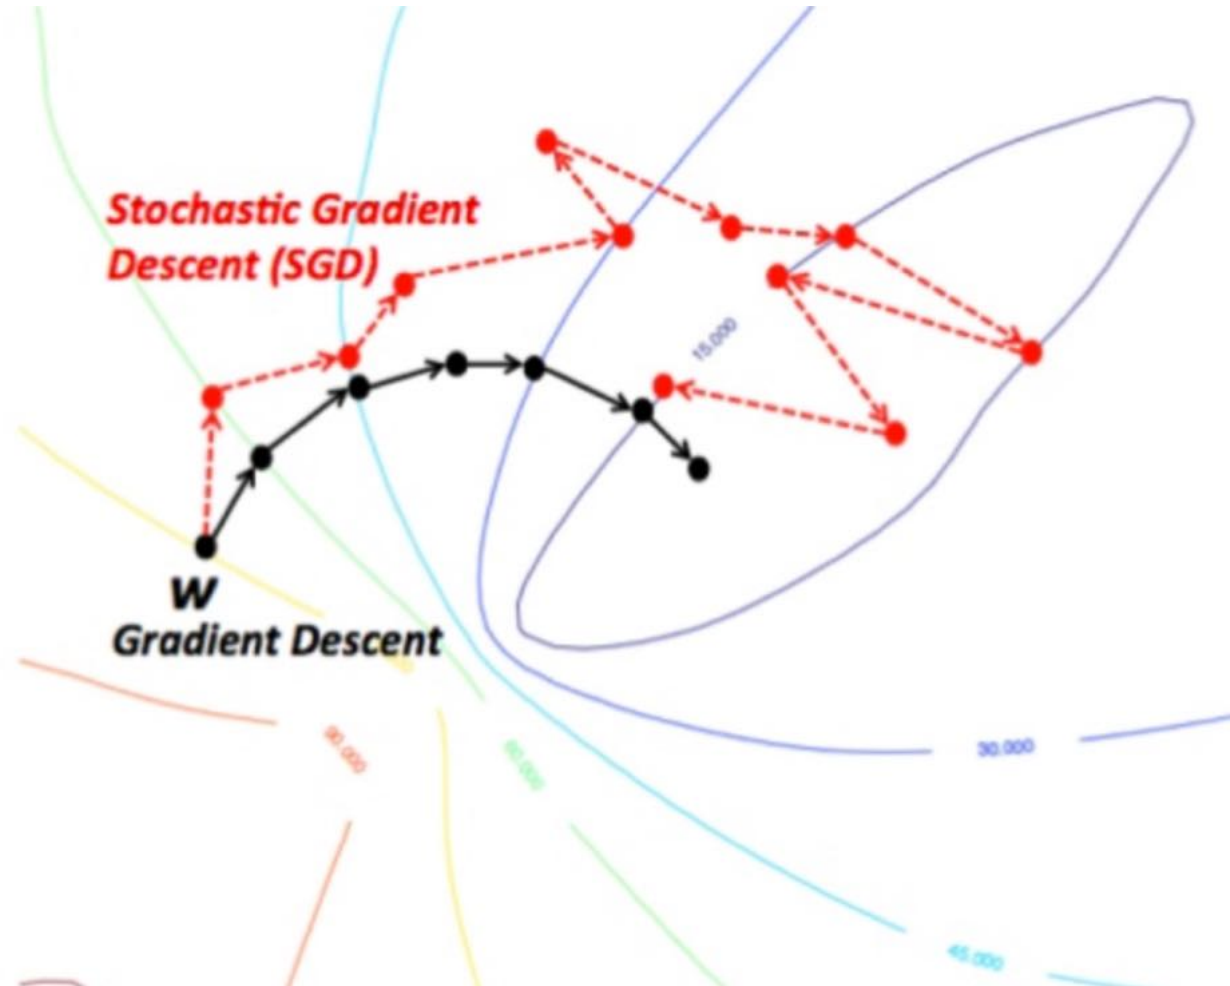 Stochastic Gradient
Descent (SGD)
15.000
W
Gradient Descent
90.000
60.000
30.000
45.000